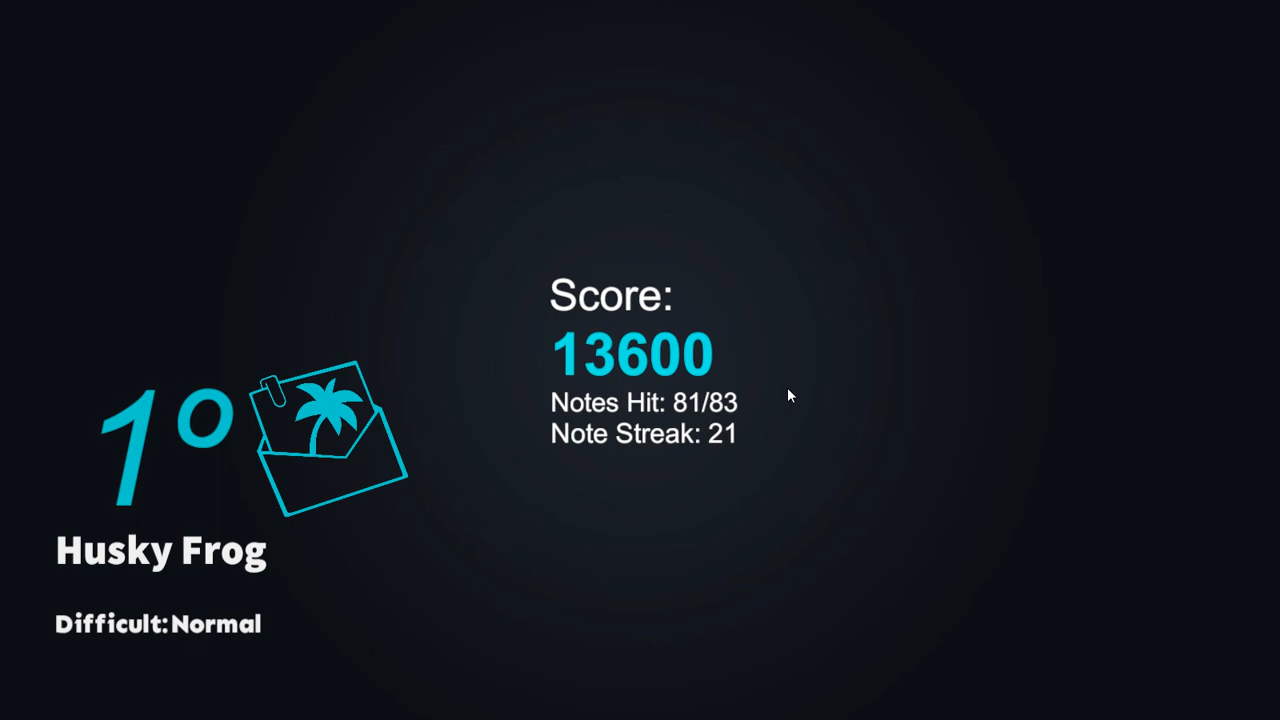 Score:
13600
Notes Hit: 81/83
Note Streak: 21
1º
Husky Frog
Difficult:Normal